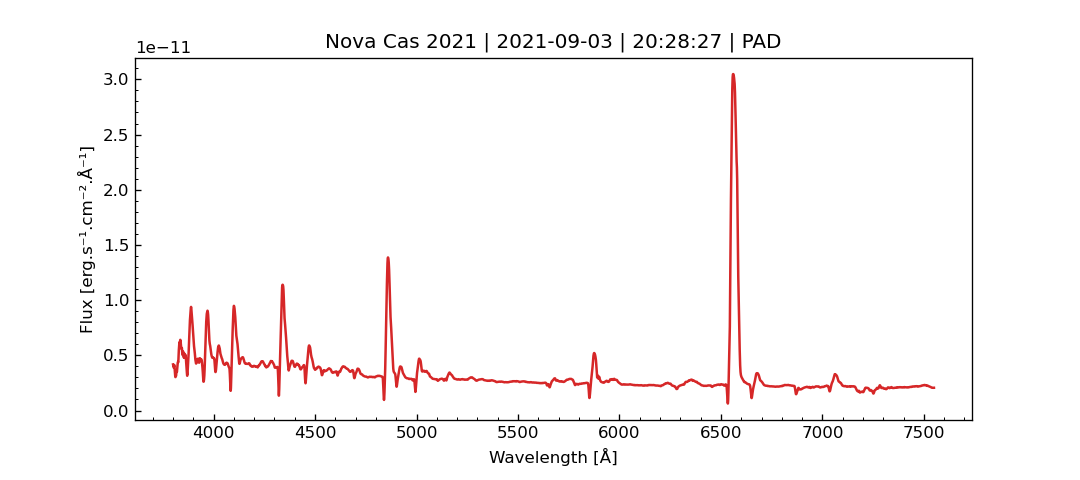 Nova Cas 2021 | 2021-09-03 | 20:28:27 | PAD
1e−11
3.0
2.5
2.0
1.5
1.0
0.5
0.0
Flux [erg.s⁻¹.cm⁻².Å⁻¹]
4000 4500 5000 5500 6000 6500 7000 7500
Wavelength [Å]